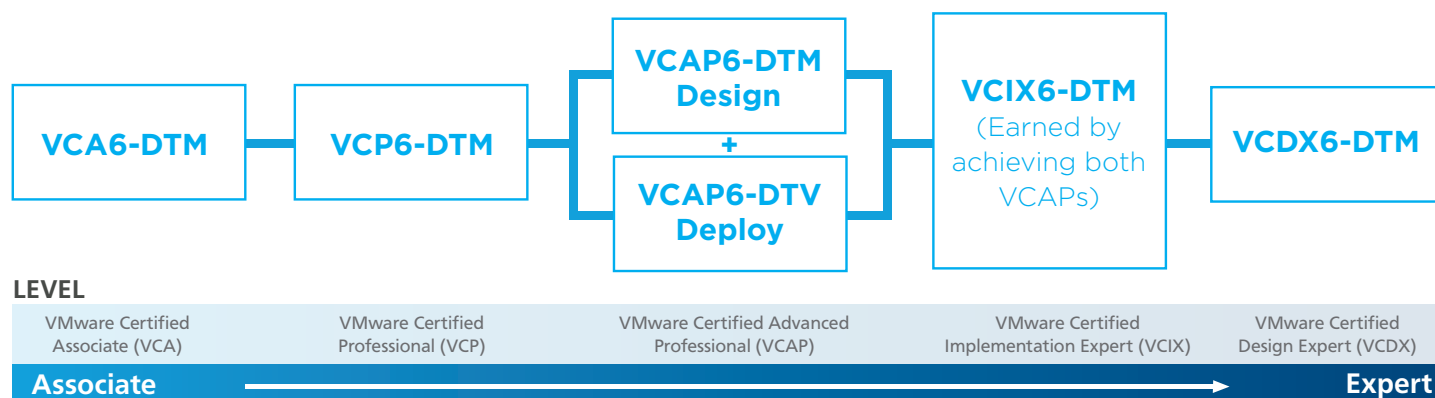 VCA6-DTM
VCP6-DTM
VCAP6-DTM
Design
+
VCAP6-DTV
Deploy
VCIX6-DTM
(Earned by
achieving both
VCAPs)
VCDX6-DTM
LEVEL
VMware Certified
Associate (VCA)
VMware Certified
Professional (VCP)
VMware Certified Advanced
Professional (VCAP)
VMware Certified
Implementation Expert (VCIX)
VMware Certified
Design Expert (VCDX)
Associate
Expert